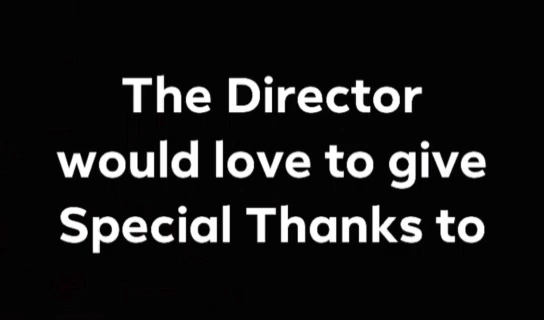 The Director
would love to give
Special Thanks to